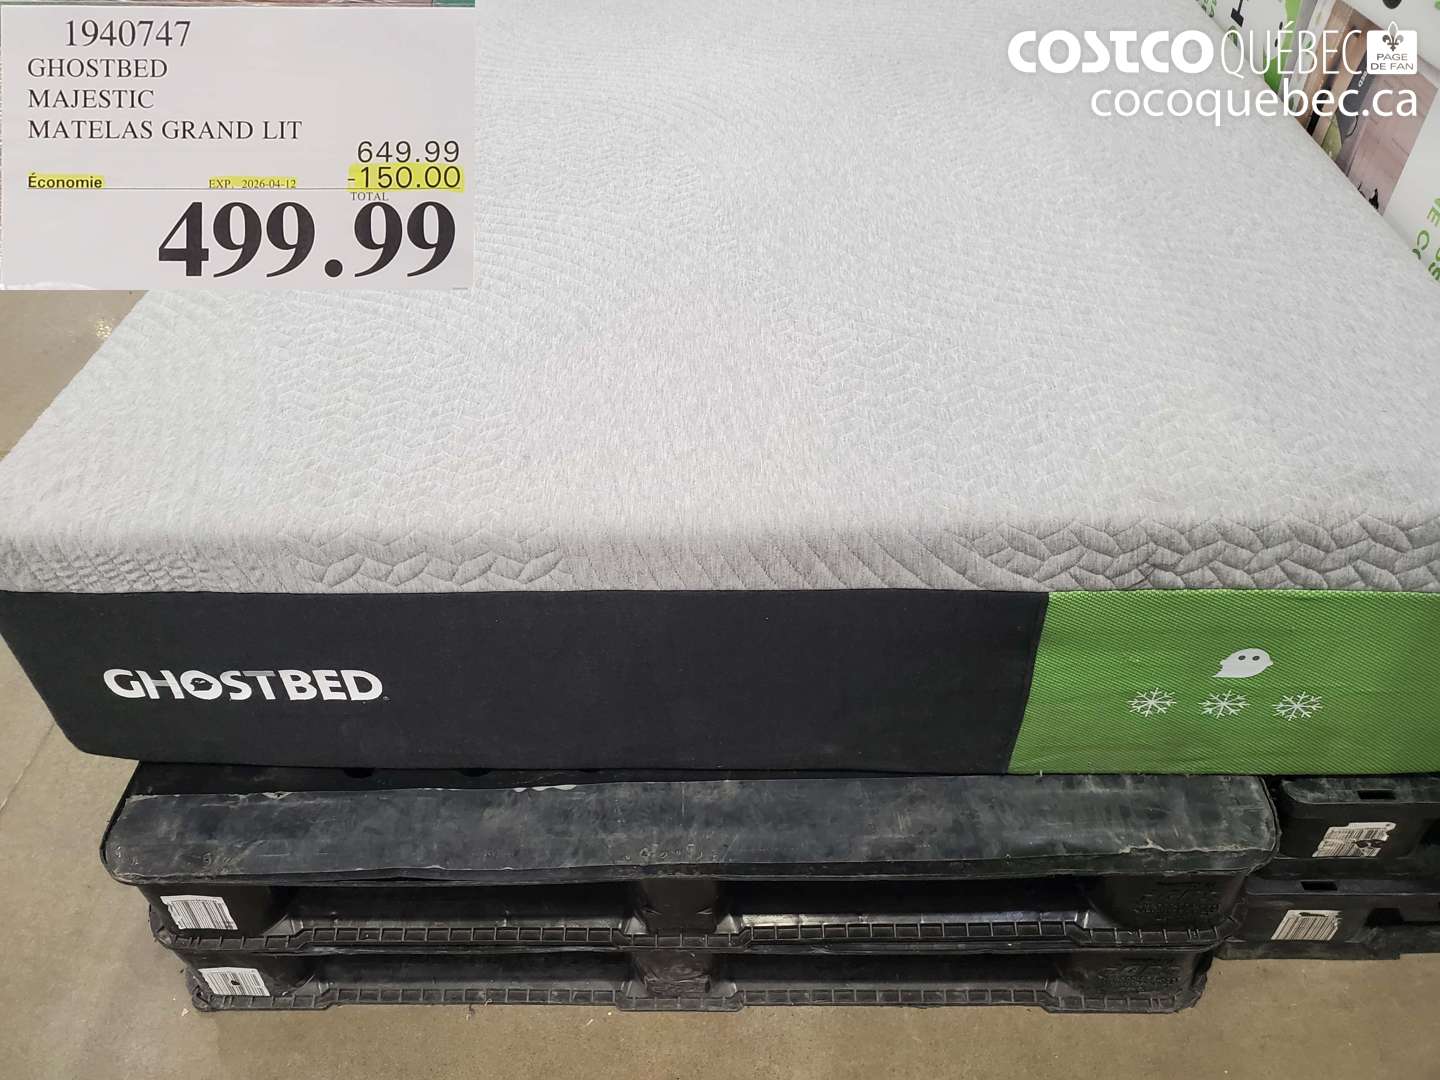 1940747
GHOSTBED
MAJESTIC
MATELAS GRAND LIT
649.99
Économie EXP. 2026-04-12 -150.00
TOTAL
499.99
COSTCO QUÉBEC PAGE DE FAN
cocoquebec.ca
GHOSTBED